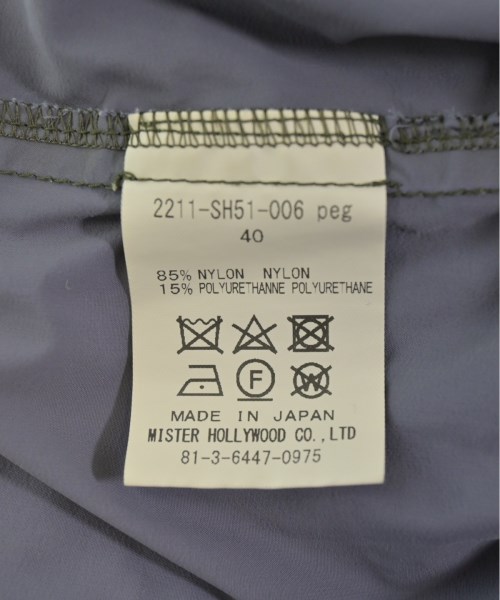 2211-SH51-006 peg
40
85% NYLON NYLON
15% POLYURETHANNE POLYURETHANE
F W
MADE IN JAPAN
MISTER HOLLYWOOD CO.,LTD
81-3-6447-0975